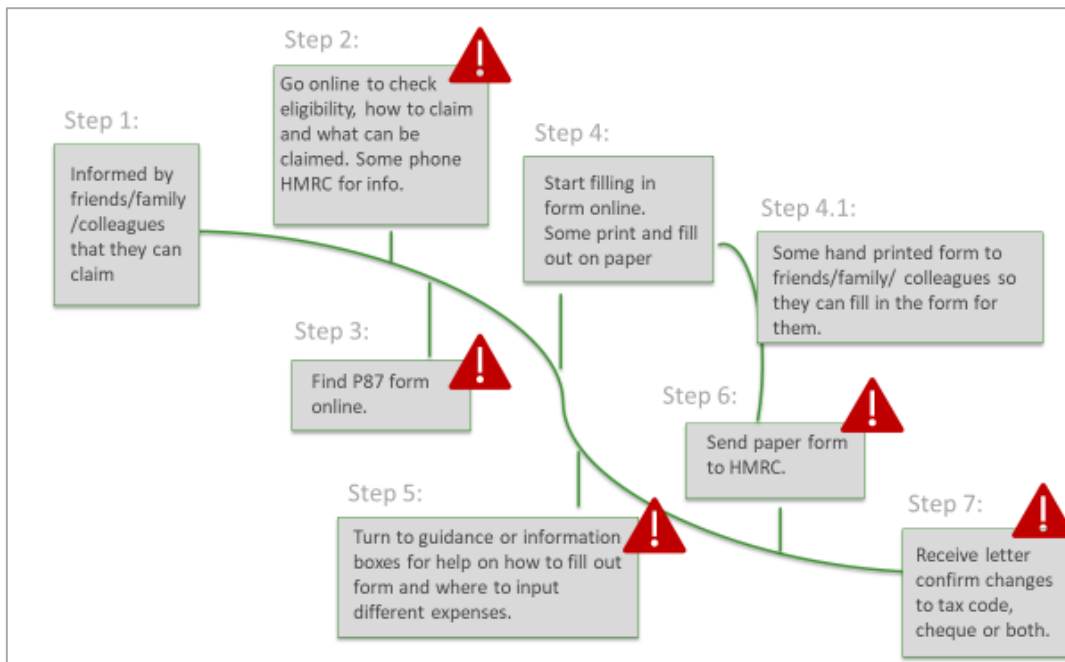 Step 1:
Informed by
friends/family
/colleagues
that they can
claim
Step 2:
Go online to check
eligibility, how to claim
and what can be
claimed. Some phone
HMRC for info.
Step 3:
Find P87 form
online.
Step 4:
Start filling in
form online.
Some print and fill
out on paper
Step 4.1:
Some hand printed form to
friends/family/ colleagues so
they can fill in the form for
them.
Step 5:
Turn to guidance or information
boxes for help on how to fill out
form and where to input
different expenses.
Step 6:
Send paper form
to HMRC.
Step 7:
Receive letter
confirm changes
to tax code,
cheque or both.